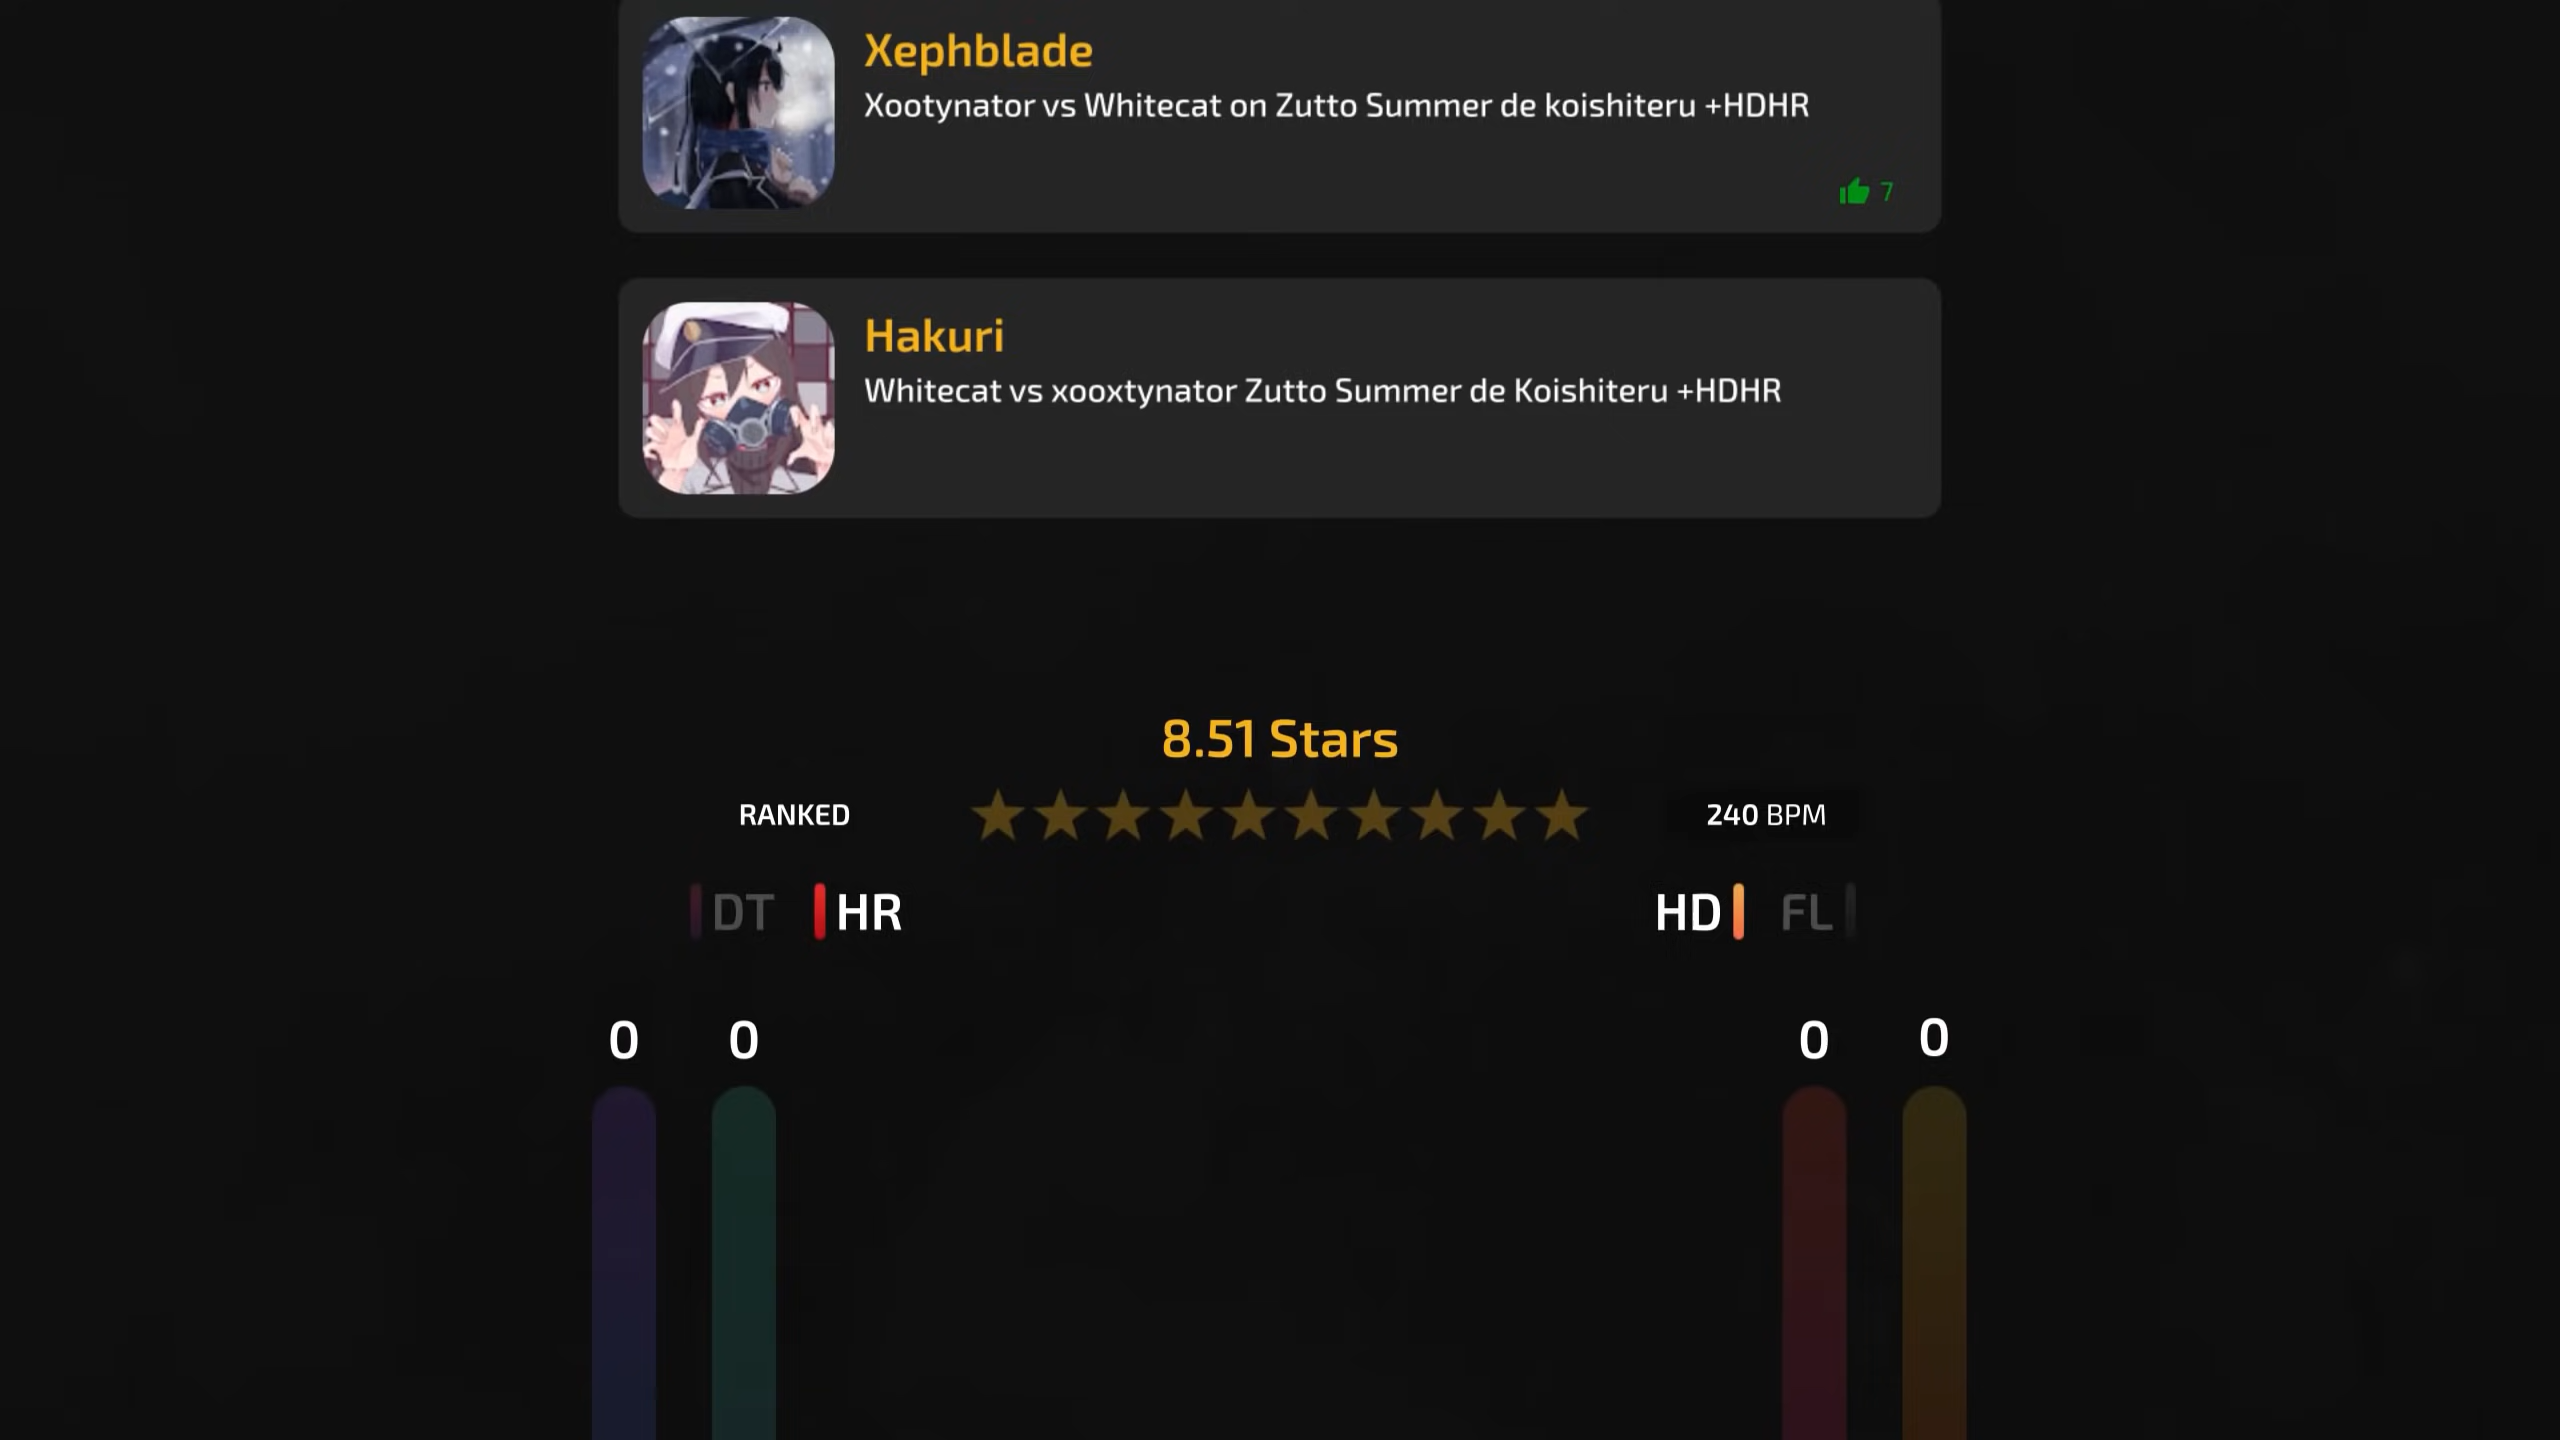 Xephblade
Xootynator vs Whitecat on Zutto Summer de koishiteru +HDHR
7
Hakuri
Whitecat vs xooxtynator Zutto Summer de Koishiteru +HDHR
8.51 Stars
RANKED
240 BPM
DT HR
HD FL
0 0 0 0